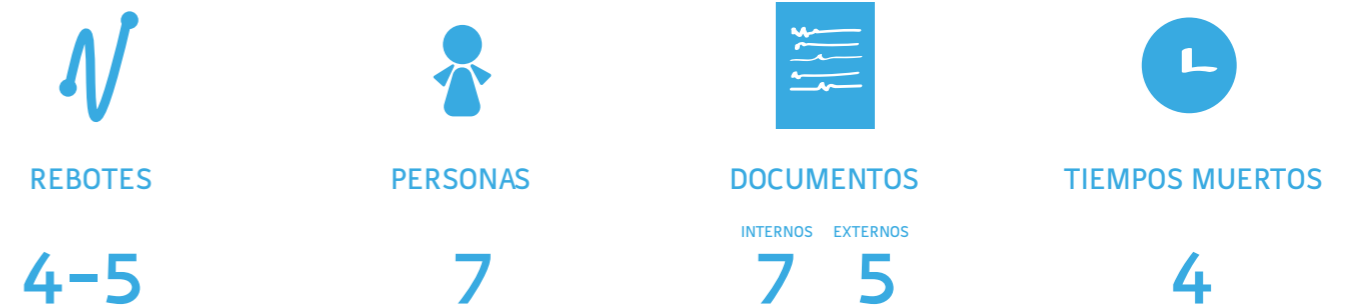 REBOTES
PERSONAS
DOCUMENTOS
TIEMPOS MUERTOS
INTERNOS EXTERNOS
4-5
7
7 5
4